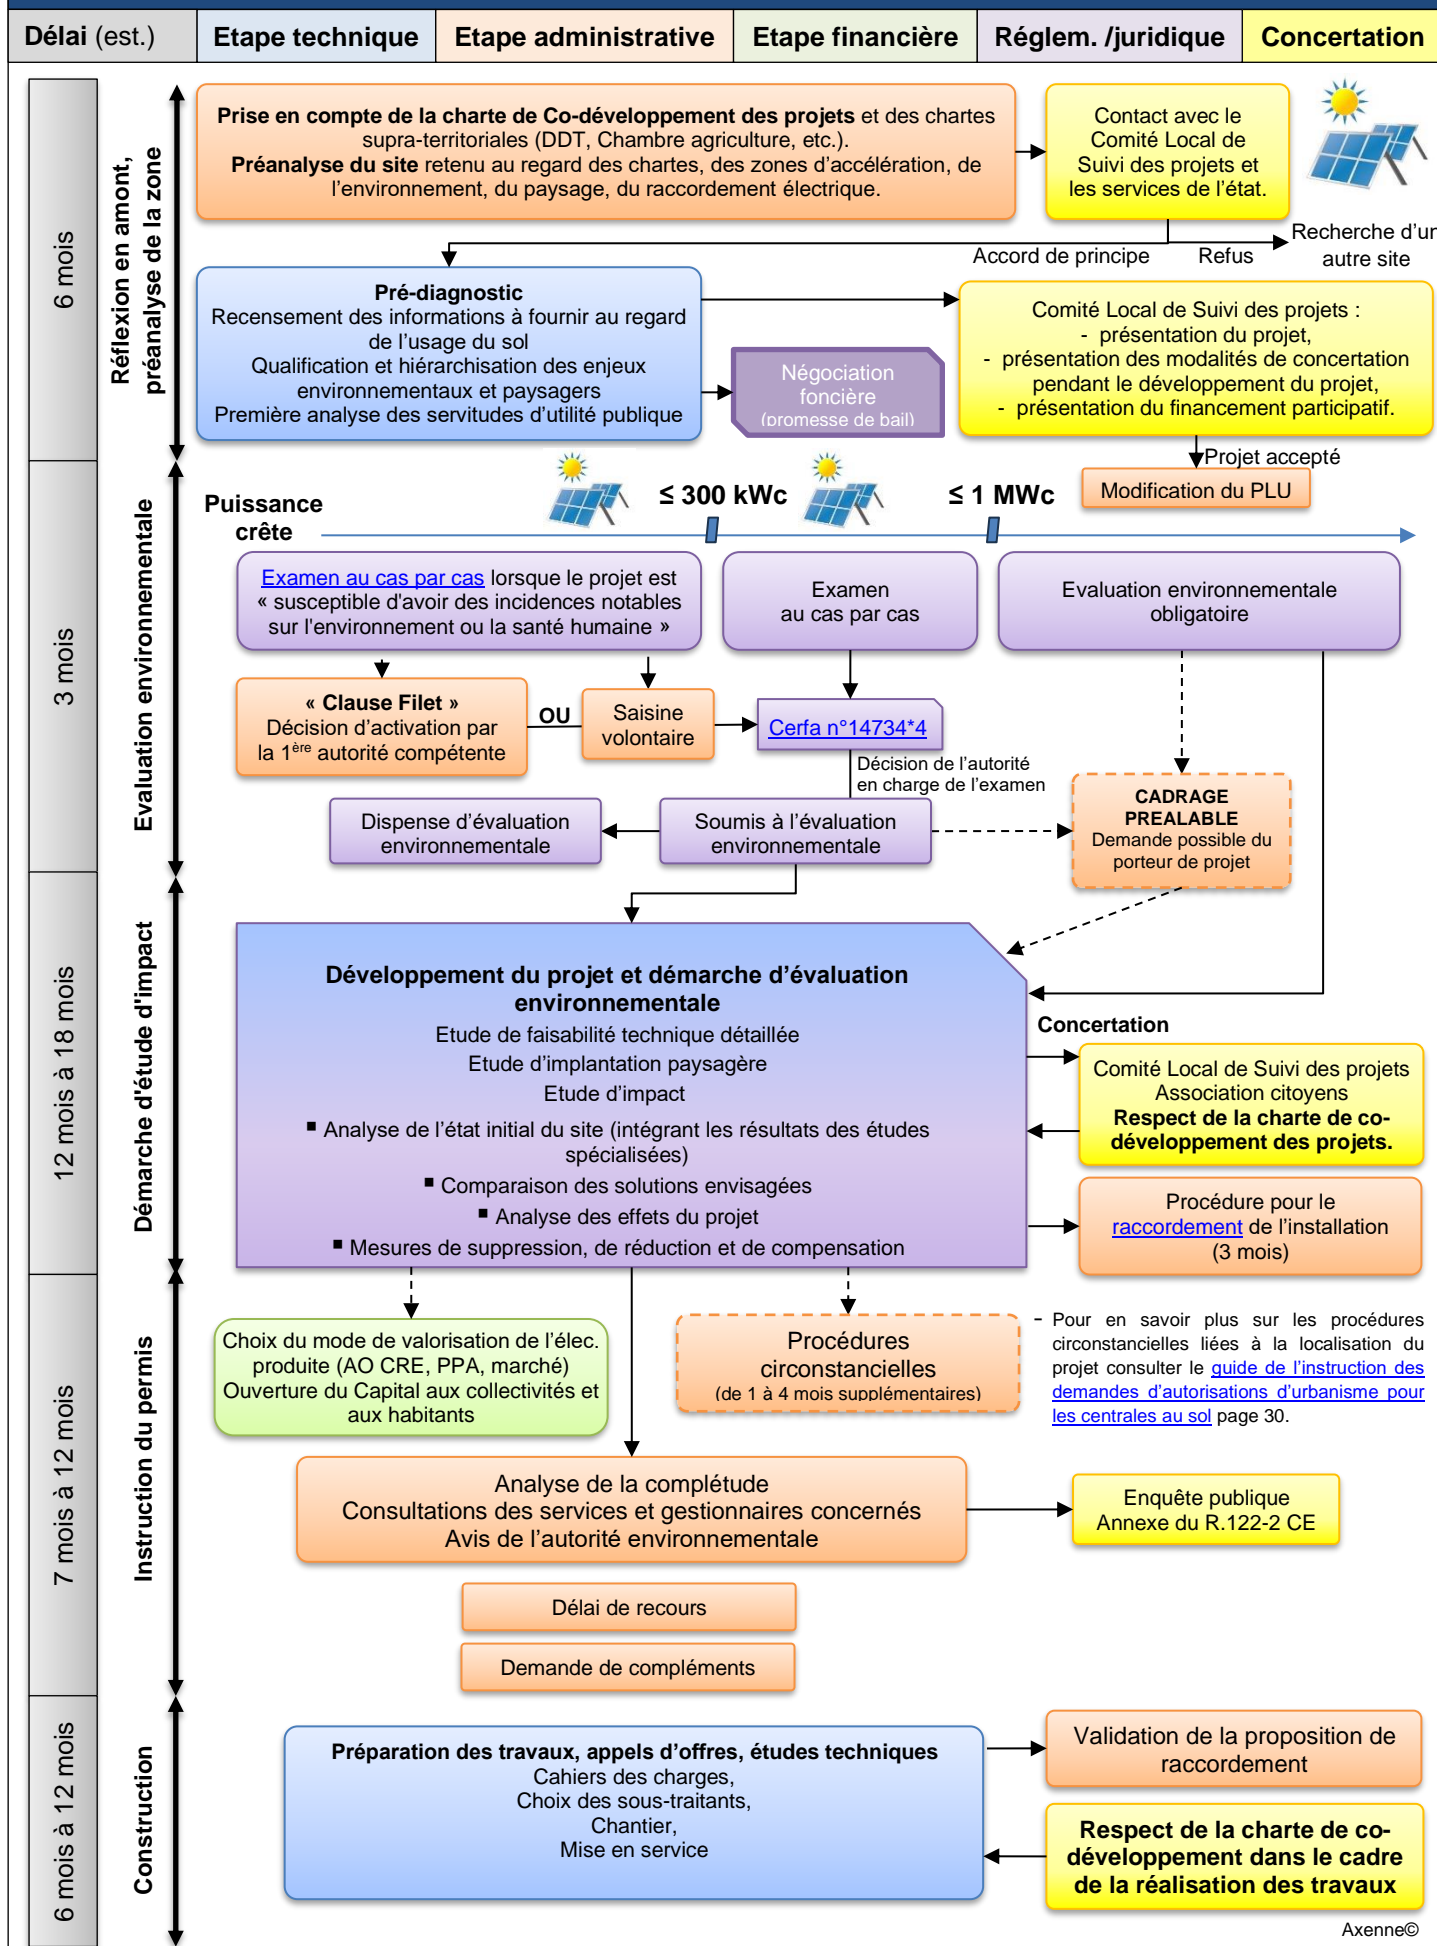 Délai (est.)
Etape technique
Etape administrative
Etape financière
Réglem. /juridique
Concertation
6 mois
Réflexion en amont,
préanalyse de la zone
Prise en compte de la charte de Co-développement des projets et des chartes
supra-territoriales (DDT, Chambre agriculture, etc.).
Préanalyse du site retenu au regard des chartes, des zones d'accélération, de
l'environnement, du paysage, du raccordement électrique.
Contact avec le
Comité Local de
Suivi des projets et
les services de l'état.
Accord de principe
Refus
Recherche d'un
autre site
Pré-diagnostic
Recensement des informations à fournir au regard
de l'usage du sol
Qualification et hiérarchisation des enjeux
environnementaux et paysagers
Première analyse des servitudes d'utilité publique
Négociation
foncière
(promesse de bail)
Comité Local de Suivi des projets :
- présentation du projet,
- présentation des modalités de concertation
pendant le développement du projet,
- présentation du financement participatif.
Projet accepté
Modification du PLU
3 mois
Evaluation environnementale
Puissance
crête
≤ 300 kWc
≤ 1 MWc
Examen au cas par cas lorsque le projet est
« susceptible d'avoir des incidences notables
sur l'environnement ou la santé humaine »
Examen
au cas par cas
Evaluation environnementale
obligatoire
« Clause Filet »
Décision d'activation par
la 1ère autorité compétente
OU
Saisine
volontaire
Cerfa n°14734*4
Décision de l'autorité
en charge de l'examen
Dispense d'évaluation
environnementale
Soumis à l'évaluation
environnementale
CADRAGE
PREALABLE
Demande possible du
porteur de projet
12 mois à 18 mois
Démarche d'étude d'impact
Développement du projet et démarche d'évaluation
environnementale
Etude de faisabilité technique détaillée
Etude d'implantation paysagère
Etude d'impact
▪ Analyse de l'état initial du site (intégrant les résultats des études
spécialisées)
▪ Comparaison des solutions envisagées
▪ Analyse des effets du projet
▪ Mesures de suppression, de réduction et de compensation
Concertation
Comité Local de Suivi des projets
Association citoyens
Respect de la charte de co-
développement des projets.
Procédure pour le
raccordement de l'installation
(3 mois)
7 mois à 12 mois
Instruction du permis
Choix du mode de valorisation de l'élec.
produite (AO CRE, PPA, marché)
Ouverture du Capital aux collectivités et
aux habitants
Procédures
circonstancielles
(de 1 à 4 mois supplémentaires)
- Pour en savoir plus sur les procédures
circonstancielles liées à la localisation du
projet consulter le guide de l'instruction des
demandes d'autorisations d'urbanisme pour
les centrales au sol page 30.
Analyse de la complétude
Consultations des services et gestionnaires concernés
Avis de l'autorité environnementale
Enquête publique
Annexe du R.122-2 CE
Délai de recours
Demande de compléments
6 mois à 12 mois
Construction
Préparation des travaux, appels d'offres, études techniques
Cahiers des charges,
Choix des sous-traitants,
Chantier,
Mise en service
Validation de la proposition de
raccordement
Respect de la charte de co-
développement dans le cadre
de la réalisation des travaux
Axenne©